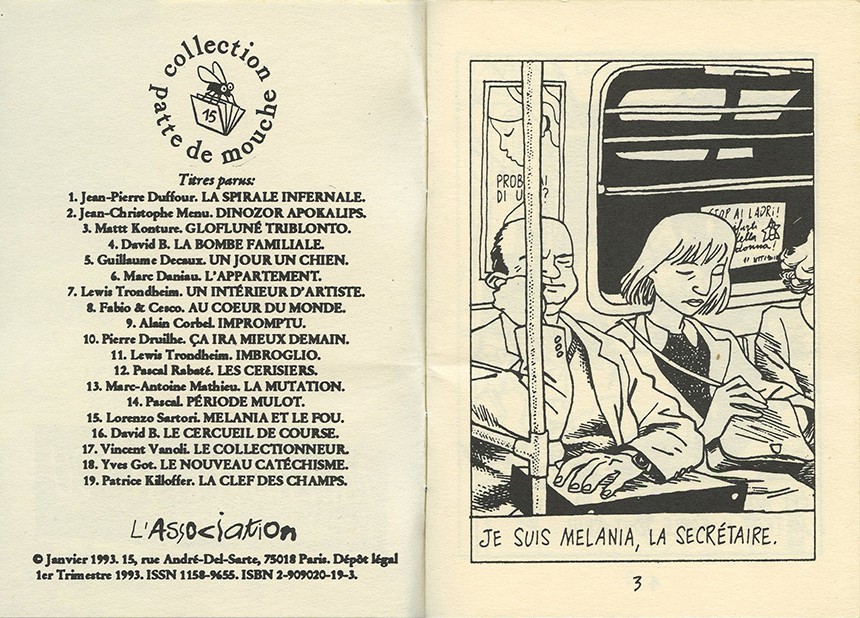 collection
patte de mouche
15
Titres parus:
1. Jean-Pierre Duffour. LA SPIRALE INFERNALE.
2. Jean-Christophe Menu. DINOZOR APOKALIPS.
3. Mattt Konture. GLOFLUNÉ TRIBLONTO.
4. David B. LA BOMBE FAMILIALE.
5. Guillaume Decaux. UN JOUR UN CHIEN.
6. Marc Daniau. L'APPARTEMENT.
7. Lewis Trondheim. UN INTÉRIEUR D'ARTISTE.
8. Fabio & Cesco. AU COEUR DU MONDE.
9. Alain Corbel. IMPROMPTU.
10. Pierre Druilhe. ÇA IRA MIEUX DEMAIN.
11. Lewis Trondheim. IMBROGLIO.
12. Pascal Rabaté. LES CERISIERS.
13. Marc-Antoine Mathieu. LA MUTATION.
14. Pascal. PÉRIODE MULOT.
15. Lorenzo Sartori. MELANIA ET LE FOU.
16. David B. LE CERCUEIL DE COURSE.
17. Vincent Vanoli. LE COLLECTIONNEUR.
18. Yves Got. LE NOUVEAU CATÉCHISME.
19. Patrice Killoffer. LA CLEF DES CHAMPS.
L'ASSOCIATION
© Janvier 1993. 15, rue André-Del-Sarte, 75018 Paris. Dépôt légal
1er Trimestre 1993. ISSN 1158-9655. ISBN 2-909020-19-3.
PROB AI
DI U ?
STOP AI LADRI!
della
donna!
JE SUIS MELANIA, LA SECRÉTAIRE.
3